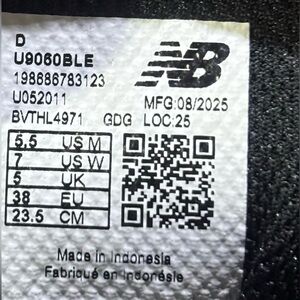 D
U9060BLE
198686783123
U052011
BVTHL4971 GDG
NB
MFG:08/2025
LOC:25
5.5 US M
7 US W
5 UK
38 EU
23.5 CM
Made in Indonesia
Fabriqué en Indonésie